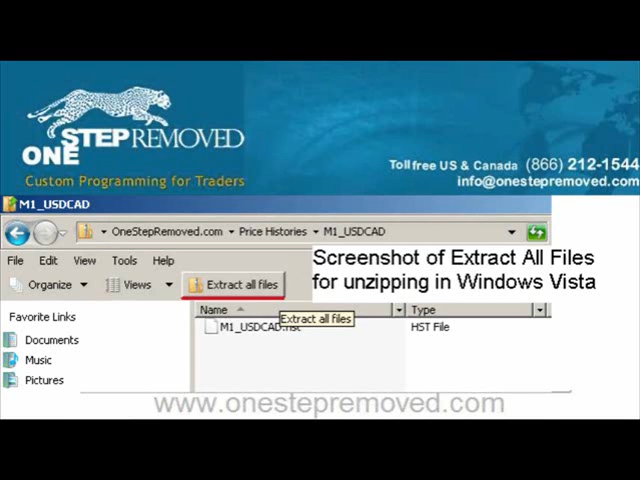 ONE STEP REMOVED
Custom Programming for Traders
Toll free US & Canada (866) 212-1544
info@onestepremoved.com
M1_USDCAD
OneStepRemoved.com Price Histories M1_USDCAD
File Edit View Tools Help
Screenshot of Extract All Files
for unzipping in Windows Vista
Organize Views Extract all files
Favorite Links
Name Type
Extract all files
M1_USDCAD.hst HST File
Documents
Music
Pictures
www.onestepremoved.com